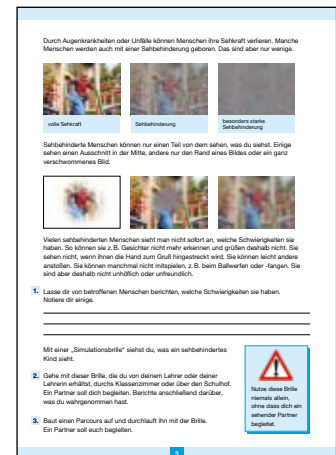 Durch Augenkrankheiten oder Unfälle können Menschen ihre Sehkraft verlieren. Manche
Menschen werden auch mit einer Sehbehinderung geboren. Das sind aber nur wenige.
volle Sehkraft
Sehbehinderung
besonders starke
Sehbehinderung
Sehbehinderte Menschen können nur einen Teil von dem sehen, was du siehst. Einige
sehen einen Ausschnitt in der Mitte, andere nur den Rand eines Bildes oder ein ganz
verschwommenes Bild.
Vielen sehbehinderten Menschen sieht man nicht sofort an, welche Schwierigkeiten sie
haben. So können sie z. B. Gesichter nicht mehr erkennen und grüßen deshalb nicht. Sie
sehen nicht, wenn ihnen die Hand zum Gruß hingestreckt wird. Sie können leicht andere
anstoßen. Sie können manchmal nicht mitspielen, z. B. beim Ballwerfen oder -fangen. Sie
sind aber deshalb nicht unhöflich oder unfreundlich.
1. Lasse dir von betroffenen Menschen berichten, welche Schwierigkeiten sie haben.
Notiere dir einige.
Mit einer „Simulationsbrille“ siehst du, was ein sehbehindertes
Kind sieht.
2. Gehe mit dieser Brille, die du von deinem Lehrer oder deiner
Lehrerin erhältst, durchs Klassenzimmer oder über den Schulhof.
Ein Partner soll dich begleiten. Berichte anschließend darüber,
was du wahrgenommen hast.
3. Baut einen Parcours auf und durchlauft ihn mit der Brille.
Ein Partner soll euch begleiten.
Nutze diese Brille
niemals allein,
ohne dass dich ein
sehender Partner
begleitet.
3